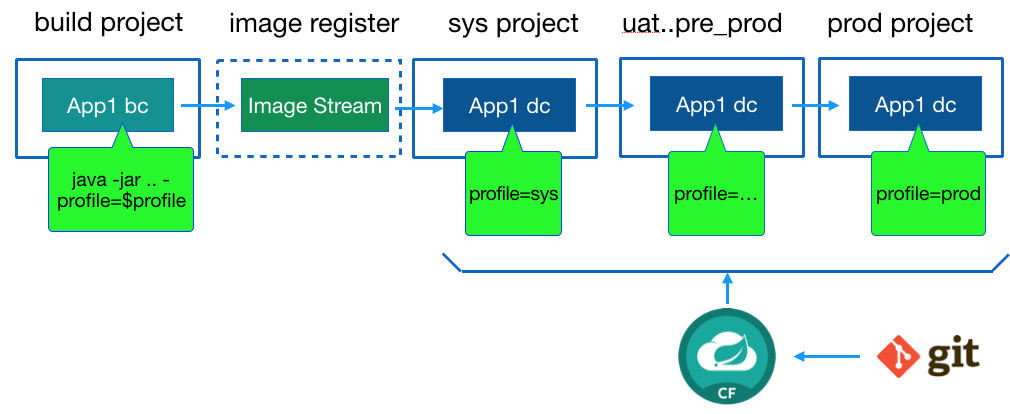 build project
image register
sys project
uat..pre_prod
prod project
App1 bc
Image Stream
App1 dc
App1 dc
App1 dc
java -jar .. -
profile=$profile
profile=sys
profile=…
profile=prod
CF
git